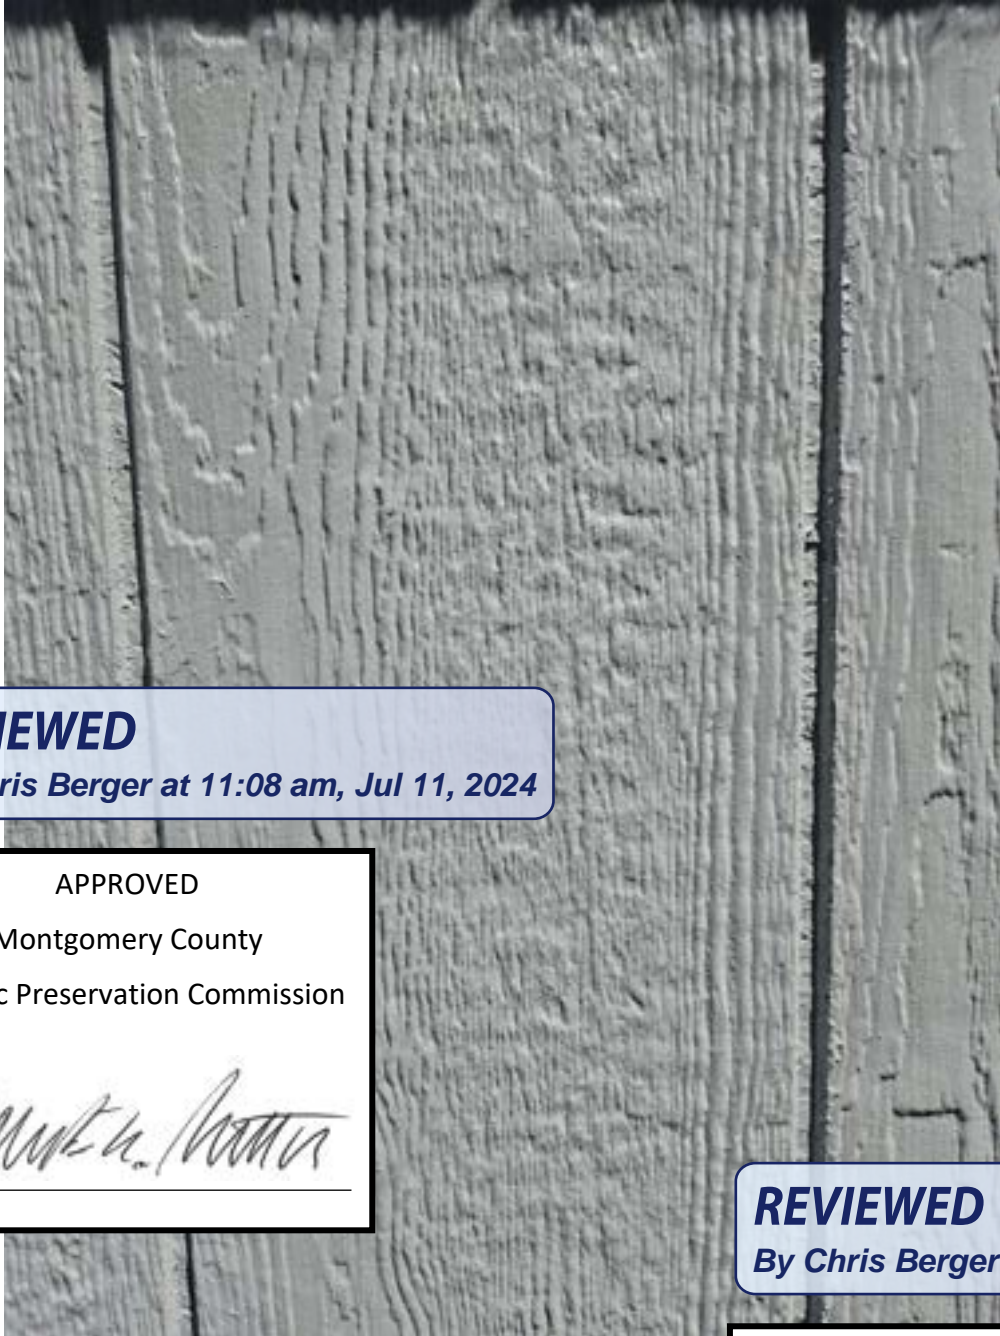 IEWED
ris Berger at 11:08 am, Jul 11, 2024
APPROVED
Montgomery County
c Preservation Commission
REVIEWED
By Chris Berger